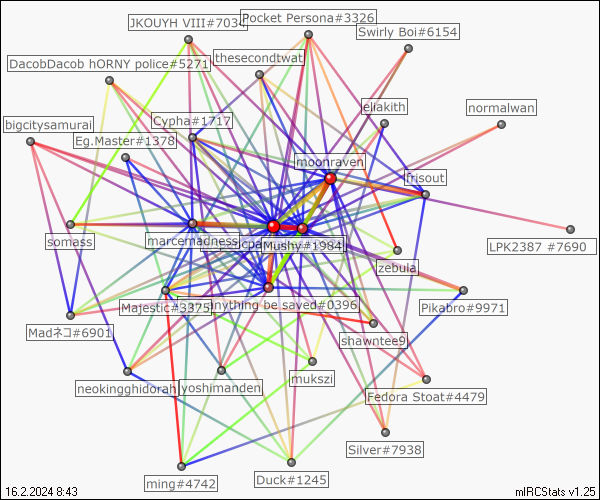 JKOUYH VIII#7034
Pocket Persona#3326
Swirly Boi#6154
thesecondtwat
DacobDacob hORNY police#5271
eliakith
normalwan
Cypha#1717
bigcitysamurai
Eg.Master#1378
moonraven
frisout
somass
marcemadness
Mushy#1984
LPK2387 #7690
zebula
Majestic#3375
anything be saved#0396
Pikabro#9971
Madネコ#6901
shawntee9
neokingghidorah
yoshimanden
mukszi
Fedora Stoat#4479
Silver#7938
ming#4742
Duck#1245
16.2.2024 8:43
mIRCStats v1.25